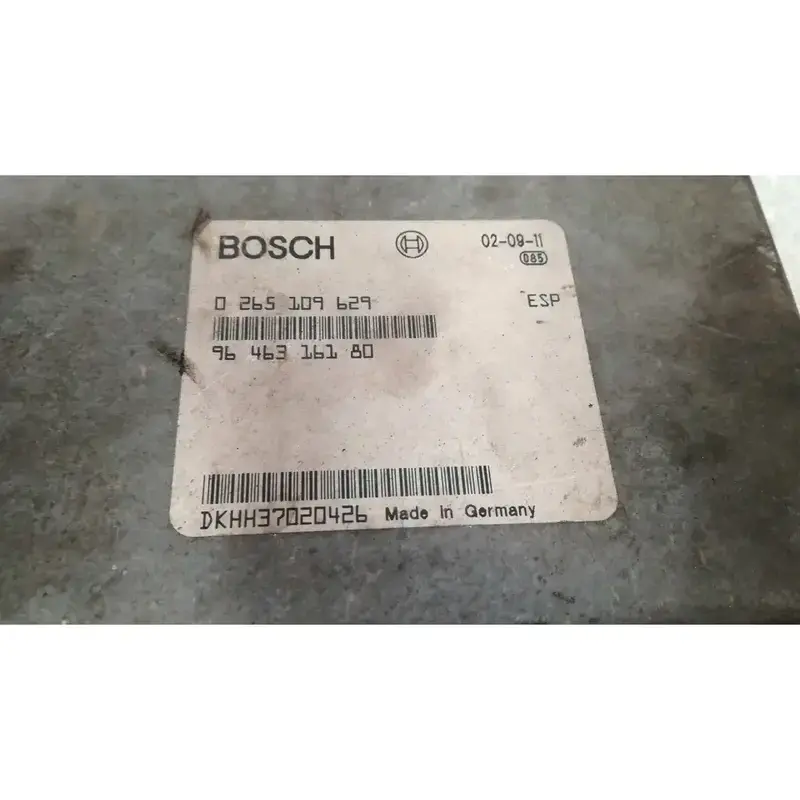 BOSCH 02-09-11
085
0 265 109 629 ESP
96 463 161 80
DKHH37020426 Made in Germany